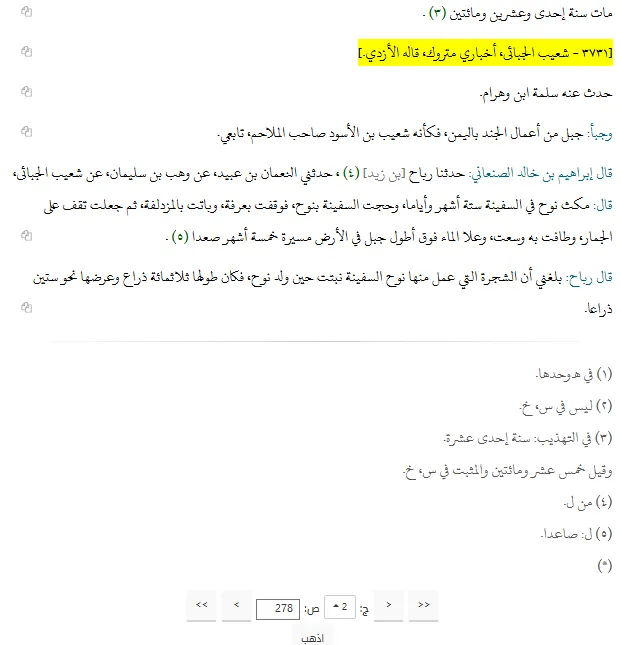 مات سنة إحدى وعشرين ومائتين (٣) .
[٣٧٣١ - شعيب الجبائى، أخباري متروك، قاله الأزدي.]
حدث عنه سلمة ابن وهرام.
وجبأ: جبل من أعمال الجند باليمن، فكأنه شعيب بن الأسود صاحب الملاحم، تابعي.
قال إبراهيم بن خالد الصنعاني: حدثنا رباح [بن زيد] (٤) ، حدثني النعمان بن عبيد، عن وهب بن سليمان، عن شعيب الجبائى،
قال: مكث نوح في السفينة ستة أشهر وأياما، وحجت السفينة بنوح، فوقفت بعرفة، وباتت بالمزدلفة، ثم جعلت تقف على
الجمار، وطافت به وسعت، وعلا الماء فوق أطول جبل في الأرض مسيرة خمسة أشهر صعدا (٥) .
قال رباح: بلغني أن الشجرة التي عمل منها نوح السفينة نبتت حين ولد نوح، فكان طولها ثلاثمائة ذراع وعرضها نحو ستين
ذراعا.
(١) في هـ وحدها.
(٢) ليس في س، خ.
(٣) في التهذيب: سنة إحدى عشرة.
وقيل خمس عشر ومائتين والمثبت في س، خ.
(٤) من ل.
(٥) ل: صاعدا.
(*)
>> > ج: 2 ص: 278 < <<
اذهب